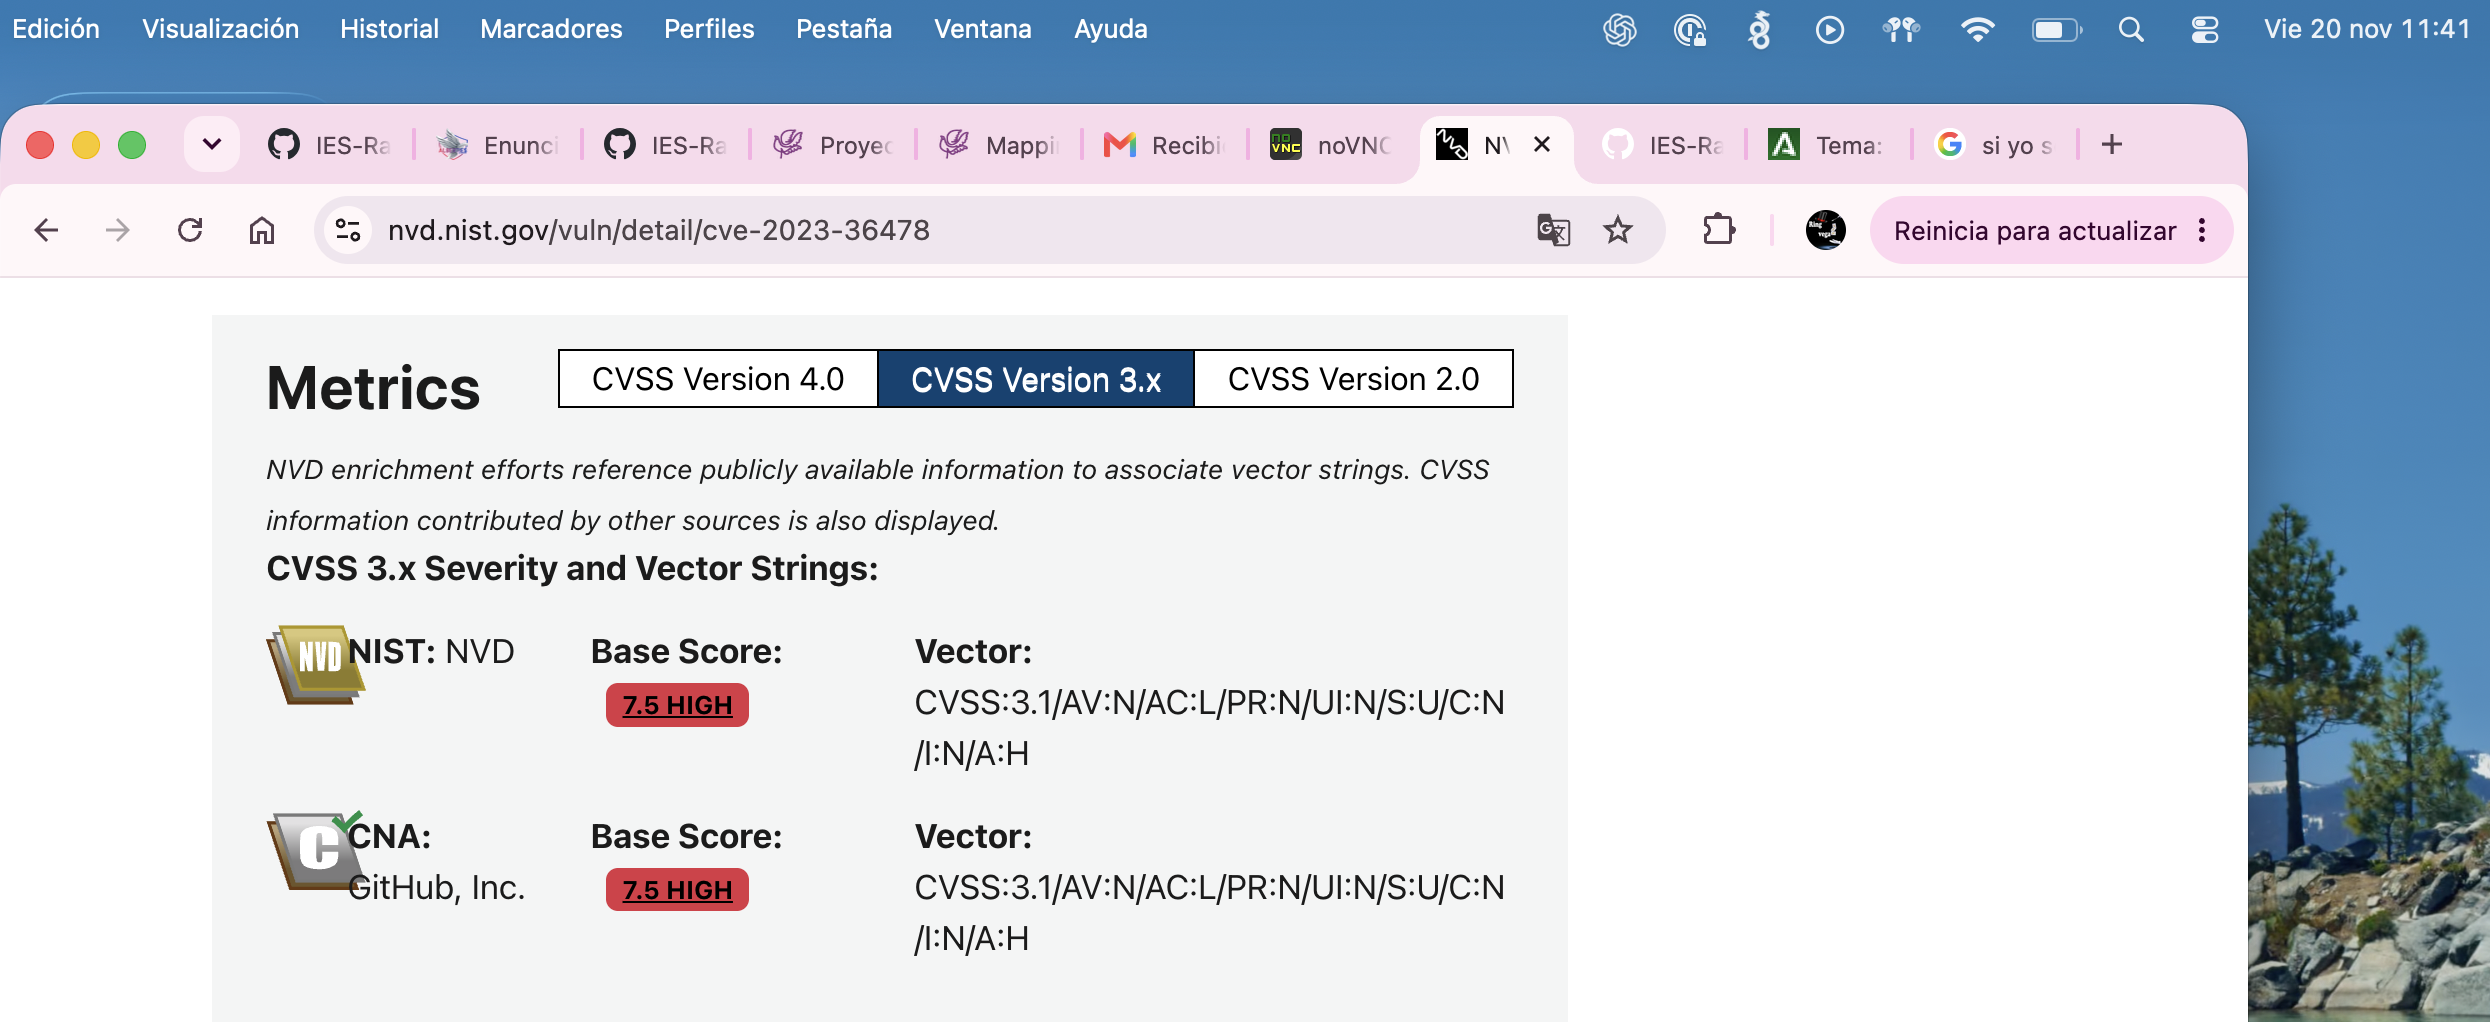 Edición Visualización Historial Marcadores Perfiles Pestaña Ventana Ayuda Vie 20 nov 11:41
IES-Ra Enunci IES-Ra Proyec Mappi Recibi noVNC NV IES-Ra Tema: si yo s
nvd.nist.gov/vuln/detail/cve-2023-36478 Reinicia para actualizar
Metrics CVSS Version 4.0 CVSS Version 3.x CVSS Version 2.0
NVD enrichment efforts reference publicly available information to associate vector strings. CVSS
information contributed by other sources is also displayed.
CVSS 3.x Severity and Vector Strings:
NVD NIST: NVD Base Score: Vector:
7.5 HIGH CVSS:3.1/AV:N/AC:L/PR:N/UI:N/S:U/C:N
/I:N/A:H
C CNA: Base Score: Vector:
GitHub, Inc. 7.5 HIGH CVSS:3.1/AV:N/AC:L/PR:N/UI:N/S:U/C:N
/I:N/A:H